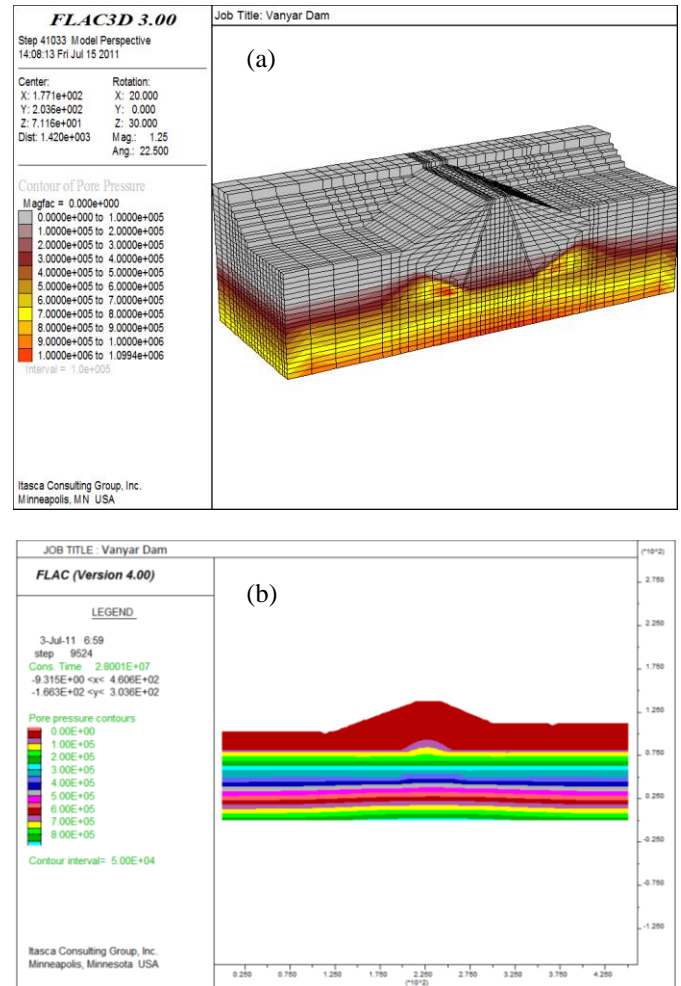 FLAC3D 3.00
Step 41033 Model Perspective
14:08:13 Fri Jul 15 2011
Center:
X: 1.771e+002
Y: 2.036e+002
Z: 7.116e+001
Dist: 1.420e+003
Rotation:
X: 20.000
Y: 0.000
Z: 30.000
Mag.: 1.25
Ang.: 22.500
Contour of Pore Pressure
Magfac = 0.000e+000
0.0000e+000 to 1.0000e+005
1.0000e+005 to 2.0000e+005
2.0000e+005 to 3.0000e+005
3.0000e+005 to 4.0000e+005
4.0000e+005 to 5.0000e+005
5.0000e+005 to 6.0000e+005
6.0000e+005 to 7.0000e+005
7.0000e+005 to 8.0000e+005
8.0000e+005 to 9.0000e+005
9.0000e+005 to 1.0000e+006
1.0000e+006 to 1.0994e+006
Interval = 1.0e+005
Itasca Consulting Group, Inc.
Minneapolis, MN USA
Job Title: Vanyar Dam
(a)
JOB TITLE : Vanyar Dam
FLAC (Version 4.00)
LEGEND
3-Jul-11 6:59
step 9524
Cons. Time 2.8001E+07
-9.315E+00 <x< 4.606E+02
-1.663E+02 <y< 3.036E+02
Pore pressure contours
0.00E+00
1.00E+05
2.00E+05
3.00E+05
4.00E+05
5.00E+05
6.00E+05
7.00E+05
8.00E+05
Contour interval= 5.00E+04
Itasca Consulting Group, Inc.
Minneapolis, Minnesota USA
(b)
(*10^2)
2.750
2.250
1.750
1.250
0.750
0.250
-0.250
-0.750
-1.250
0.250 0.750 1.250 1.750 2.250 2.750 3.250 3.750 4.250
(*10^2)